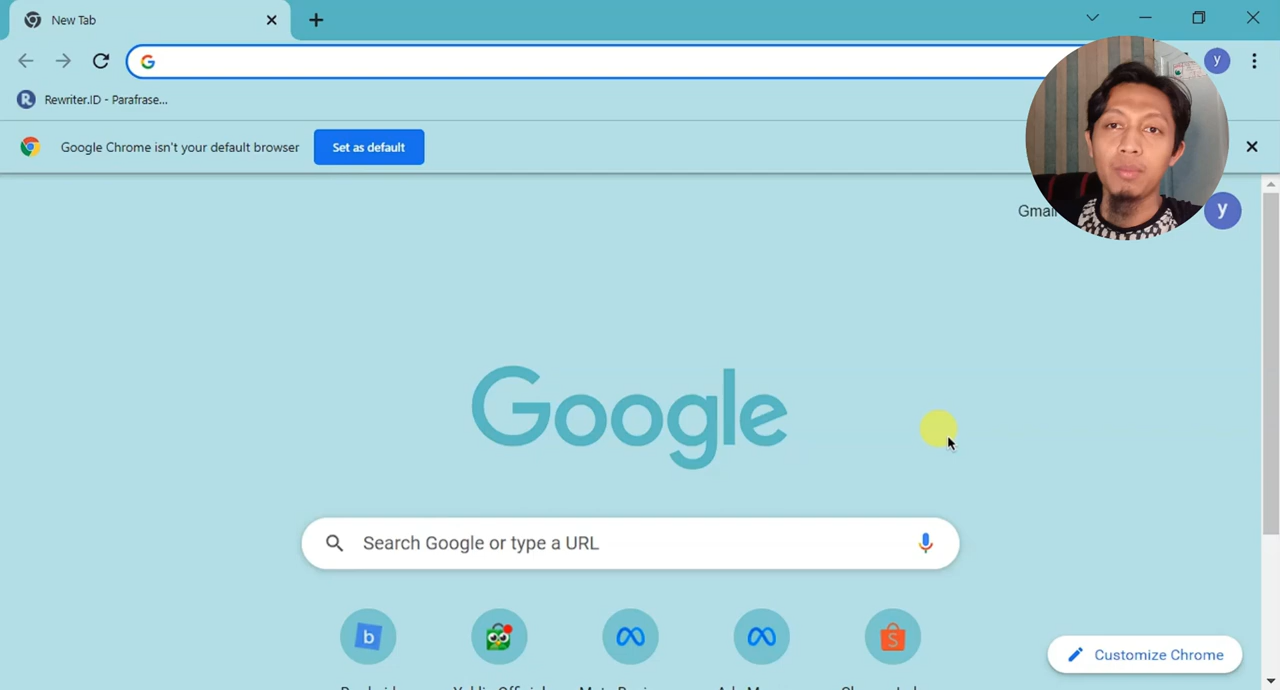 New Tab
Rewriter.ID - Parafrase...
Google Chrome isn't your default browser
Set as default
y
Gmail
y
Google
Search Google or type a URL
b
Customize Chrome